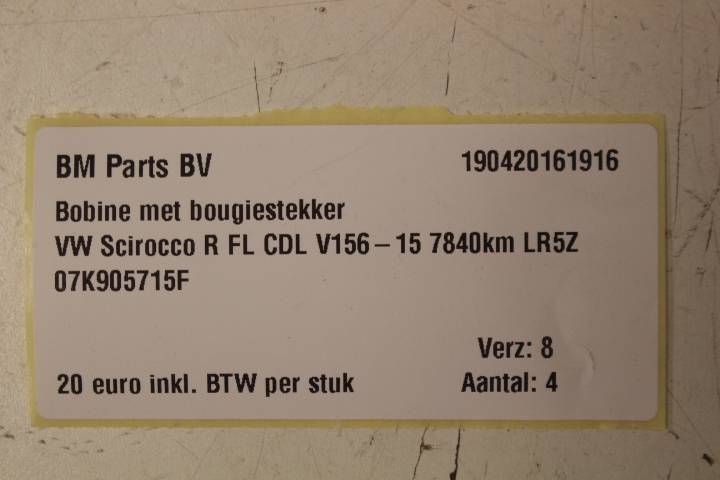 BM Parts BV 190420161916
Bobine met bougiestekker
VW Scirocco R FL CDL V156 – 15 7840km LR5Z
07K905715F
Verz: 8
20 euro inkl. BTW per stuk Aantal: 4